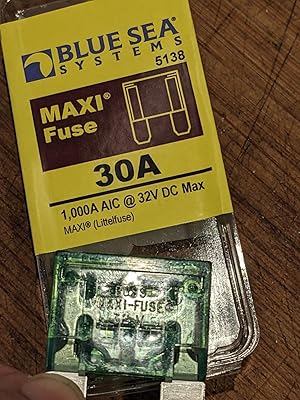 BLUE SEA
SYSTEMS
5138
MAXI®
Fuse
30A
1,000A AIC @ 32V DC Max
MAXI® (Littelfuse)
MAXI-FUSE